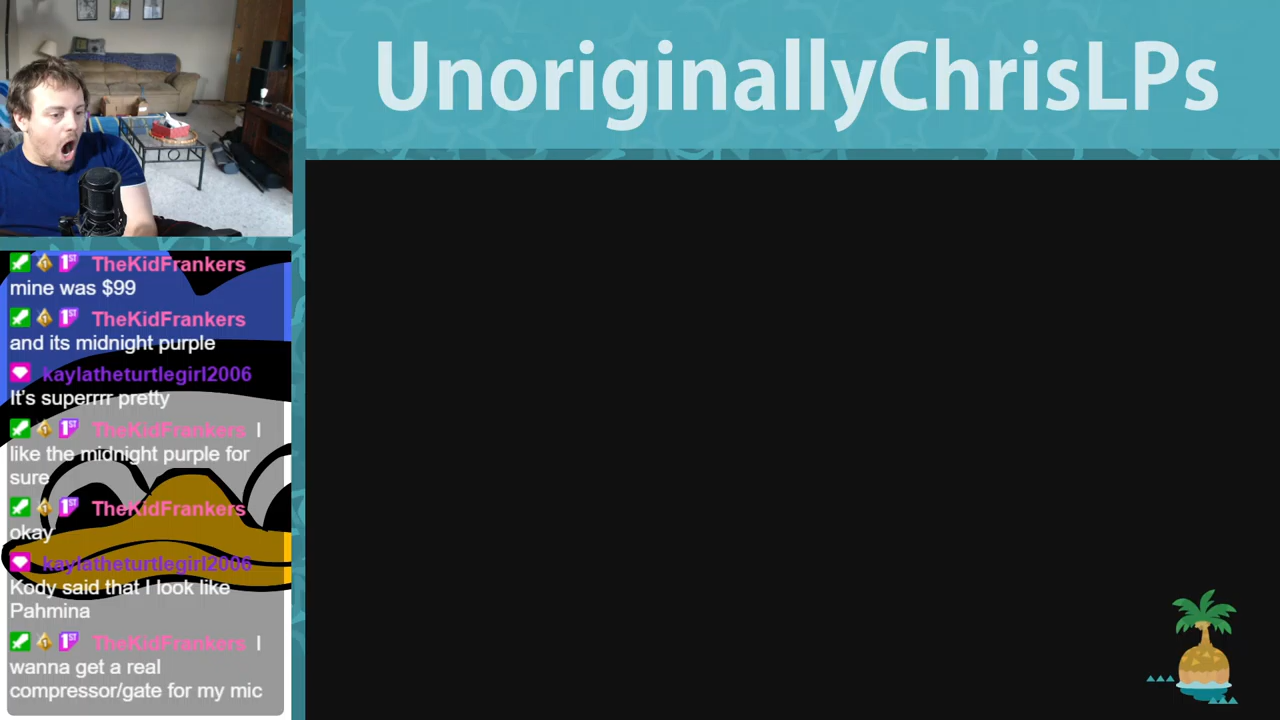 UnoriginallyChrisLPs
TheKidFrankers
mine was $99
TheKidFrankers
and its midnight purple
kaylatheturtlegirl2006
It's superrrr pretty
TheKidFrankers I
like the midnight purple for
sure
TheKidFrankers
okay
kaylatheturtlegirl2006
Kody said that I look like
Pahmina
TheKidFrankers I
wanna get a real
compressor/gate for my mic